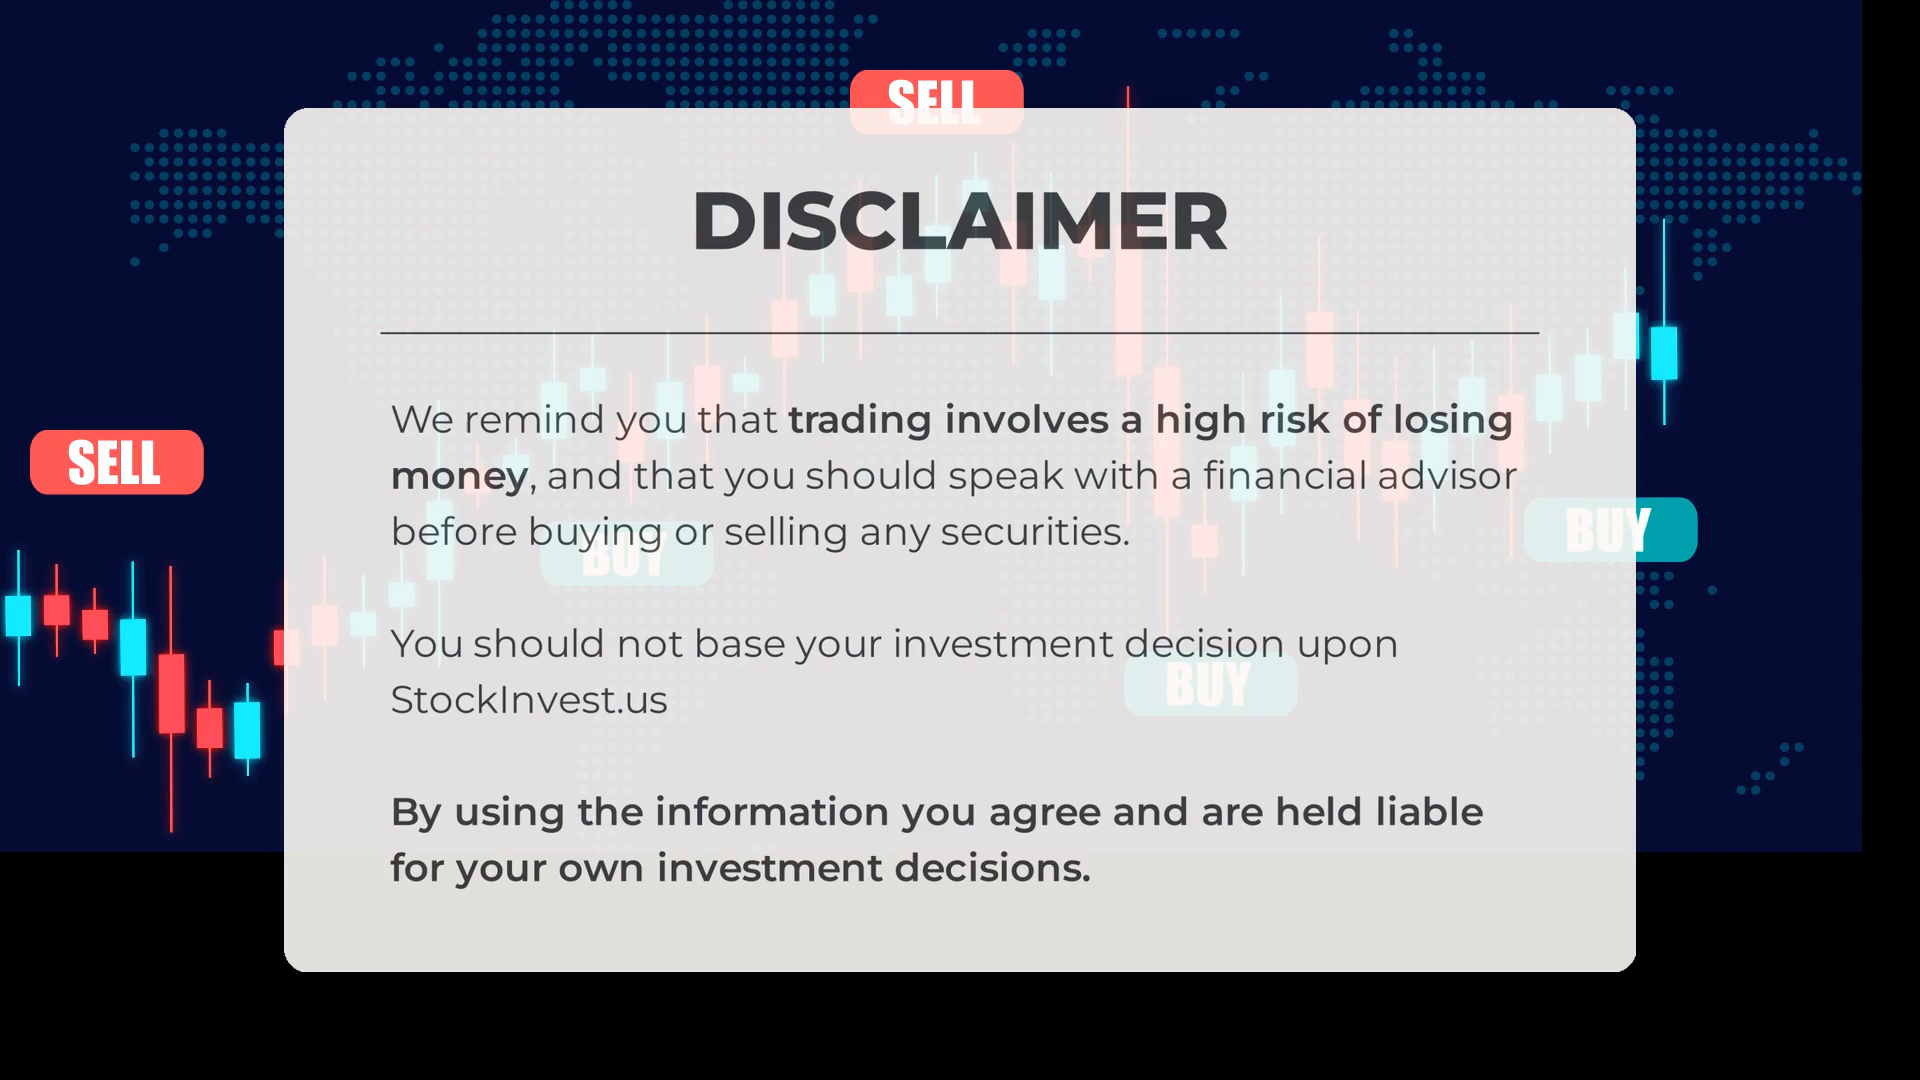 SELL
DISCLAIMER
We remind you that trading involves a high risk of losing
money, and that you should speak with a financial advisor
before buying or selling any securities.
SELL
BUY
BUY
You should not base your investment decision upon
StockInvest.us
BUY
By using the information you agree and are held liable
for your own investment decisions.